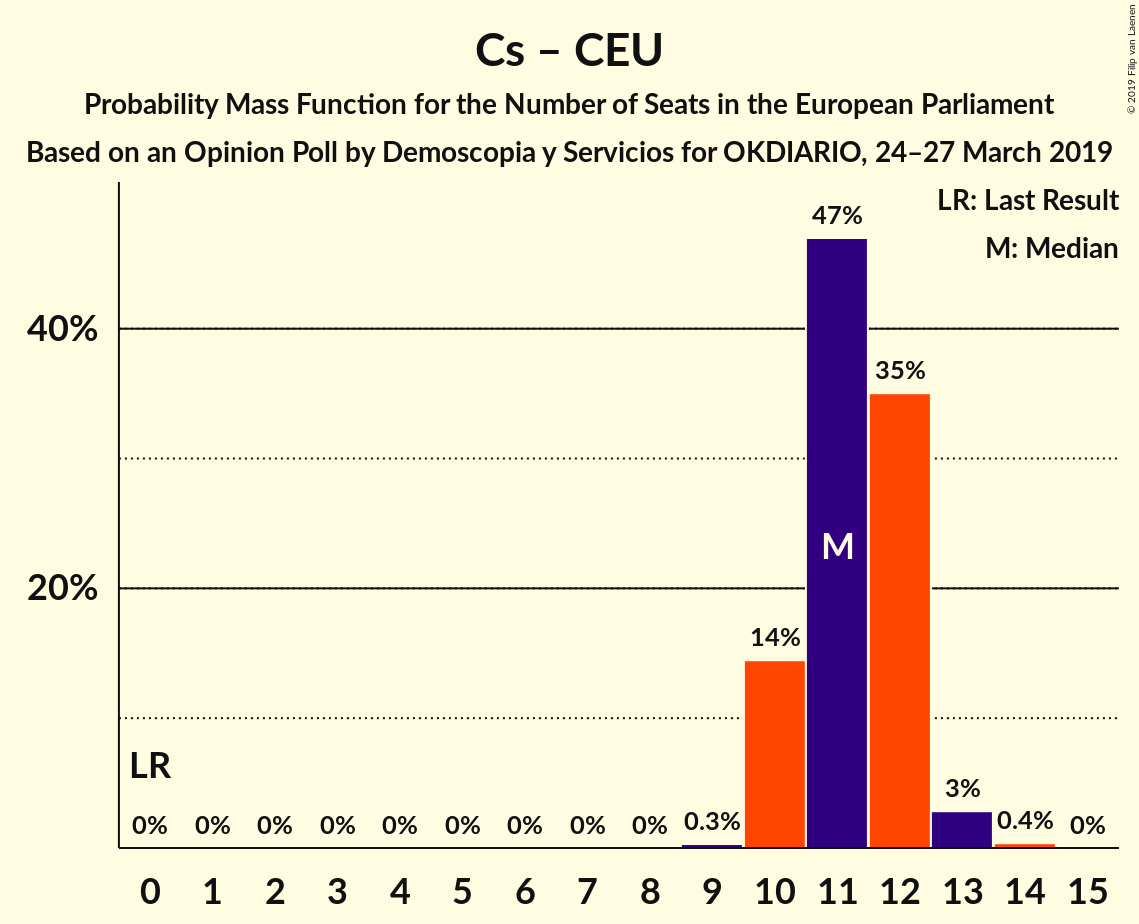 Cs – CEU
Probability Mass Function for the Number of Seats in the European Parliament
Based on an Opinion Poll by Demoscopia y Servicios for OKDIARIO, 24–27 March 2019
© 2019 Filip van Laenen
LR: Last Result
M: Median
47%
40%
35%
M
20%
14%
LR
0% 0% 0% 0% 0% 0% 0% 0% 0% 0.3% 3% 0.4% 0%
0 1 2 3 4 5 6 7 8 9 10 11 12 13 14 15